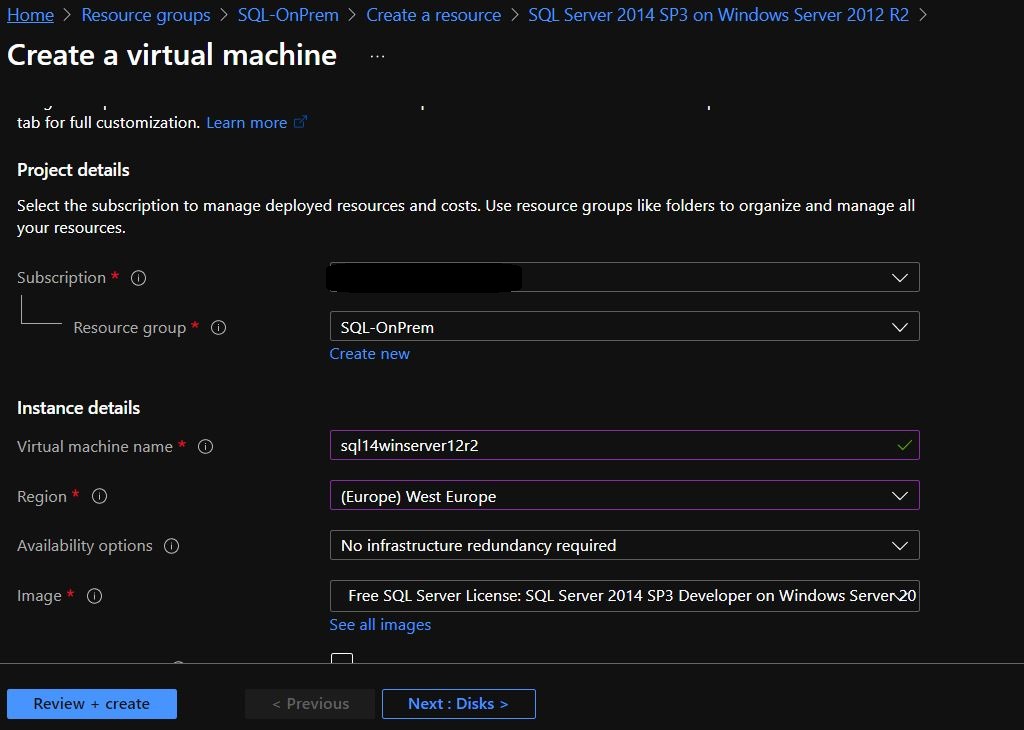 Home > Resource groups > SQL-OnPrem > Create a resource > SQL Server 2014 SP3 on Windows Server 2012 R2 >
Create a virtual machine ...
tab for full customization. Learn more
Project details
Select the subscription to manage deployed resources and costs. Use resource groups like folders to organize and manage all
your resources.
Subscription *
Resource group *
SQL-OnPrem
Create new
Instance details
Virtual machine name *
sql14winserver12r2
Region *
(Europe) West Europe
Availability options
No infrastructure redundancy required
Image *
Free SQL Server License: SQL Server 2014 SP3 Developer on Windows Server 20
See all images
Review + create
< Previous
Next : Disks >